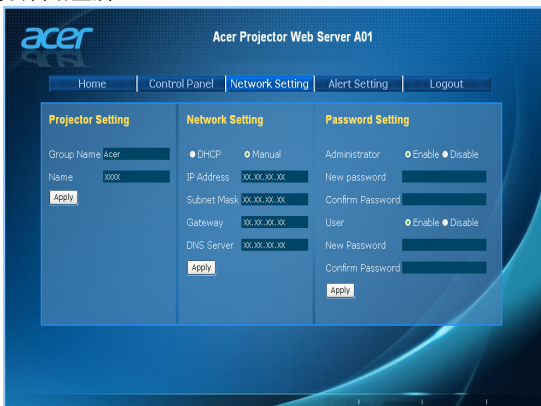 acer
Acer Projector Web Server A01
Home Control Panel Network Setting Alert Setting Logout
Projector Setting
Group Name Acer
Name XXXX
Apply
Network Setting
DHCP Manual
IP Address XX.XX.XX.XX
Subnet Mask XX.XX.XX.XX
Gateway XX.XX.XX.XX
DNS Server XX.XX.XX.XX
Apply
Password Setting
Administrator Enable Disable
New password
Confirm Password
User Enable Disable
New Password
Confirm Password
Apply